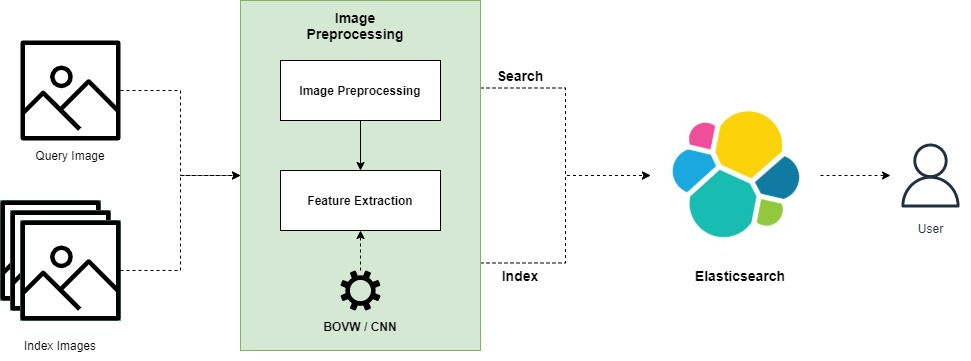 Image
Preprocessing
Image Preprocessing
Query Image
Feature Extraction
Search
Index
BOVW / CNN
Index Images
Elasticsearch
User